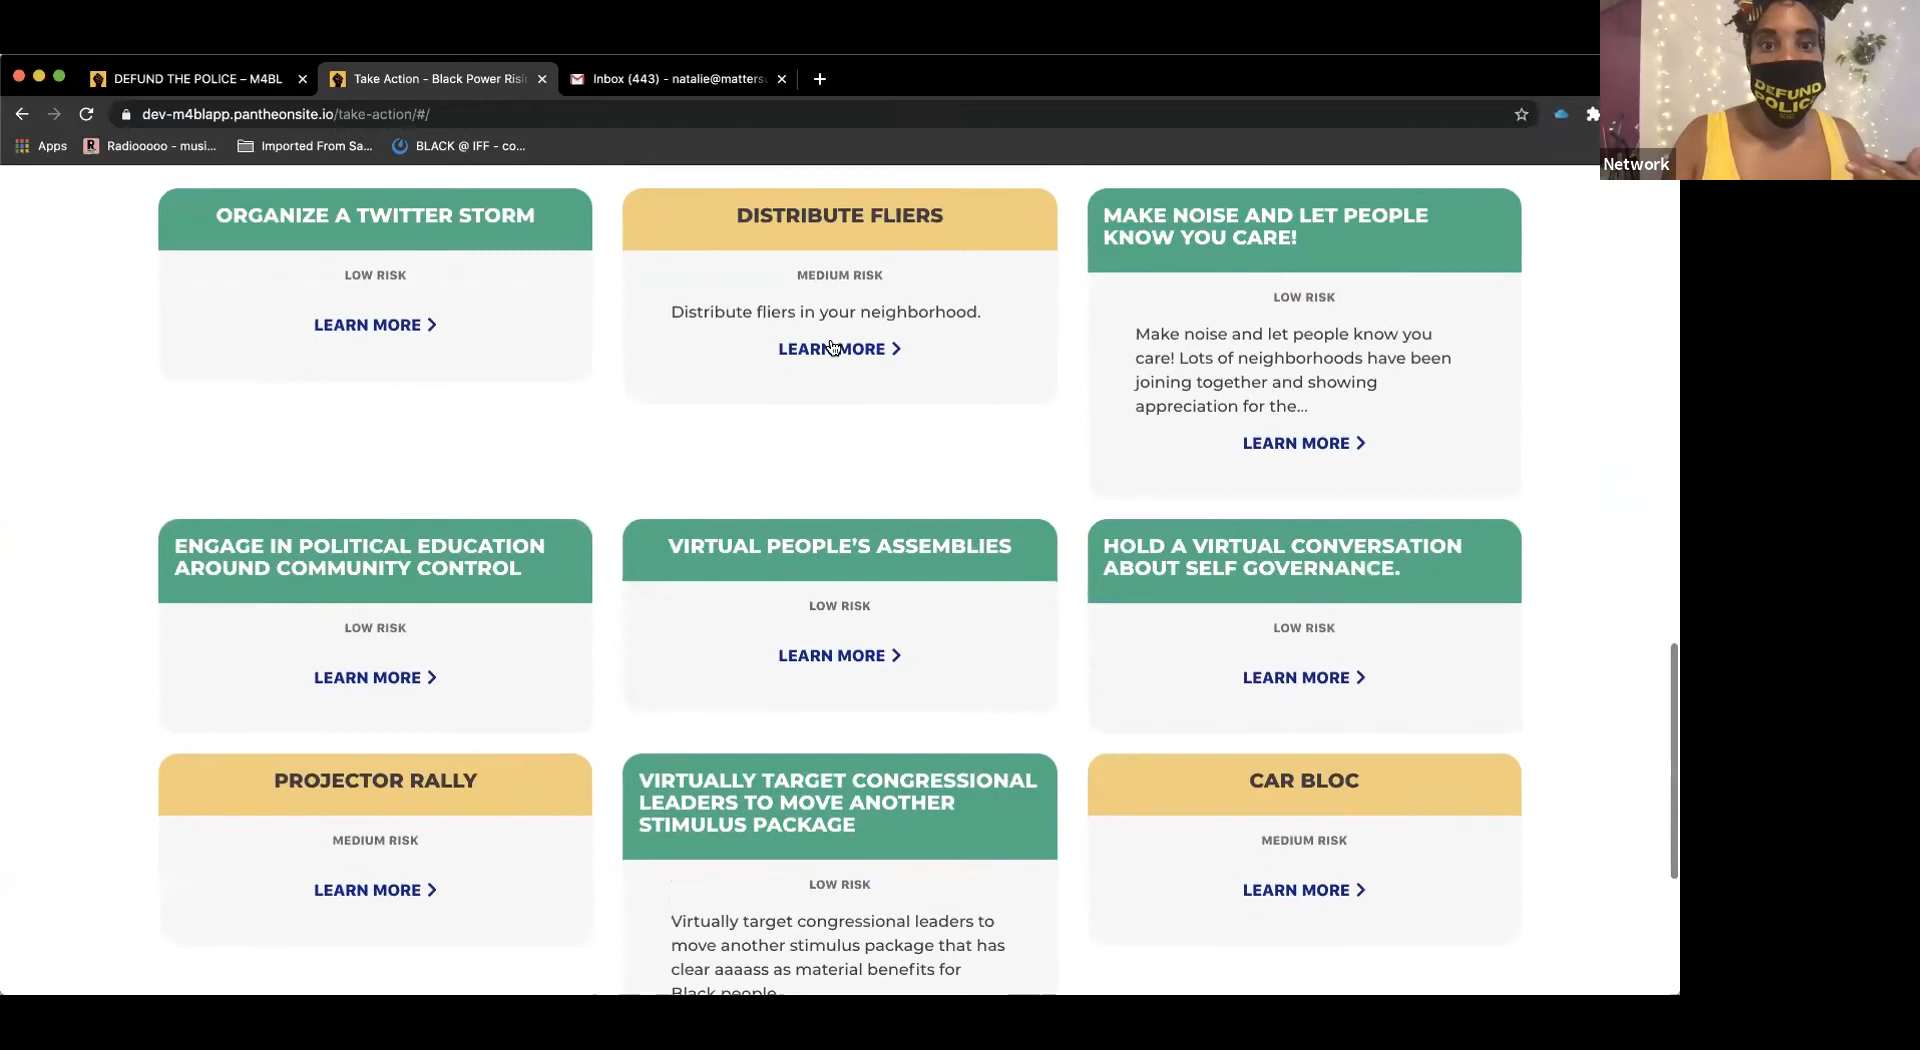 DEFUND THE POLICE – M4BL
Take Action - Black Power Risi
Inbox (443) - natalie@matters
dev-m4blapp.pantheonsite.io/take-action/#/
Apps
Radiooooo - musi...
Imported From Sa...
BLACK @ IFF - co...
DEFUND
POLICE
Network
ORGANIZE A TWITTER STORM
LOW RISK
LEARN MORE
DISTRIBUTE FLIERS
MEDIUM RISK
Distribute fliers in your neighborhood.
LEARN MORE
MAKE NOISE AND LET PEOPLE
KNOW YOU CARE!
LOW RISK
Make noise and let people know you
care! Lots of neighborhoods have been
joining together and showing
appreciation for the...
LEARN MORE
ENGAGE IN POLITICAL EDUCATION
AROUND COMMUNITY CONTROL
LOW RISK
LEARN MORE
VIRTUAL PEOPLE’S ASSEMBLIES
LOW RISK
LEARN MORE
HOLD A VIRTUAL CONVERSATION
ABOUT SELF GOVERNANCE.
LOW RISK
LEARN MORE
PROJECTOR RALLY
MEDIUM RISK
LEARN MORE
VIRTUALLY TARGET CONGRESSIONAL
LEADERS TO MOVE ANOTHER
STIMULUS PACKAGE
LOW RISK
Virtually target congressional leaders to
move another stimulus package that has
clear aaaass as material benefits for
Black people
CAR BLOC
MEDIUM RISK
LEARN MORE